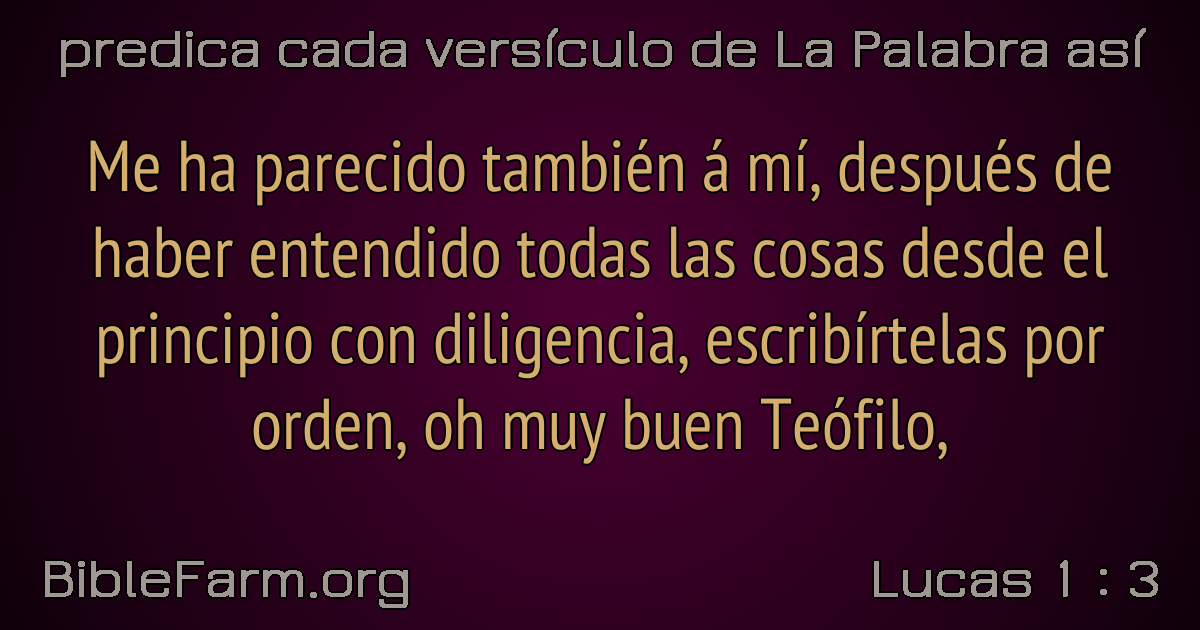 predica cada versículo de La Palabra así
Me ha parecido también á mí, después de
haber entendido todas las cosas desde el
principio con diligencia, escribírtelas por
orden, oh muy buen Teófilo,
BibleFarm.org
Lucas 1 : 3